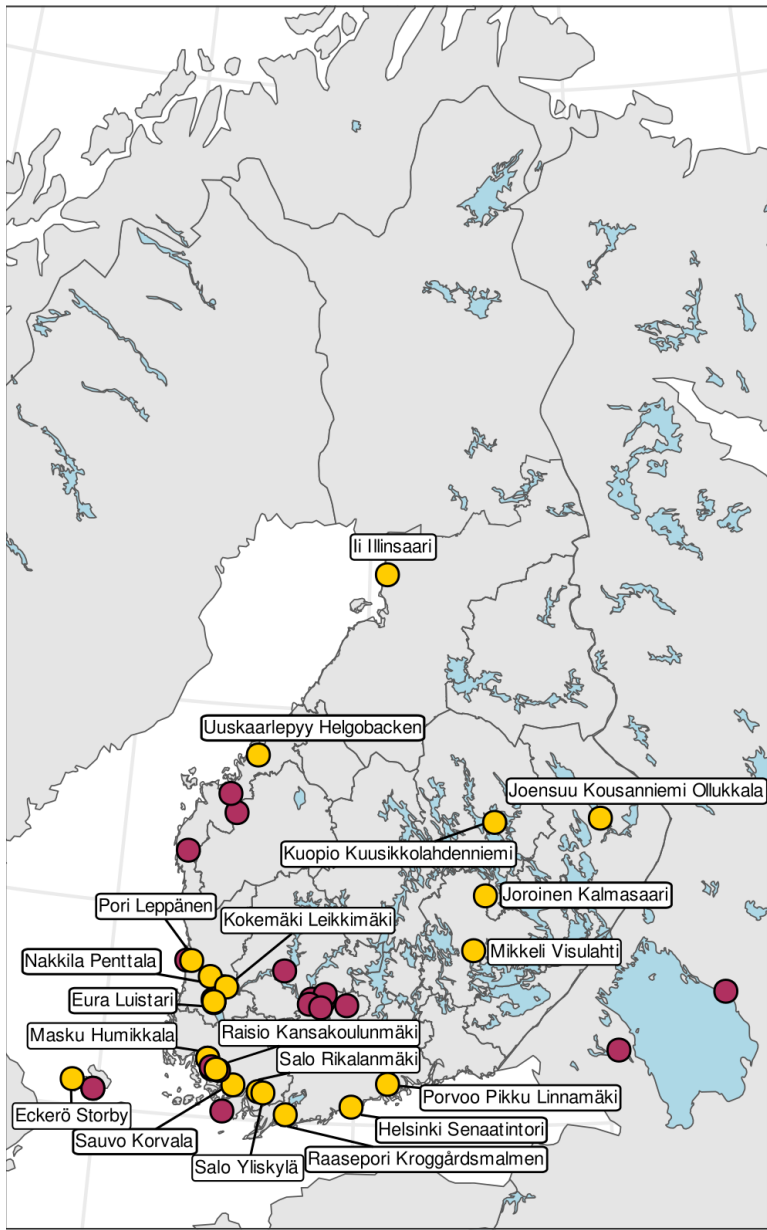 Ii Illinsaari
Uuskaarlepyy Helgobacken
Joensuu Kousanniemi Ollukkala
Kuopio Kuusikkolahdenniemi
Joroinen Kalmasaari
Pori Leppänen
Kokemäki Leikkimäki
Nakkila Penttala
Mikkeli Visulahti
Eura Luistari
Masku Humikkala
Raisio Kansakoulunmäki
Salo Rikalanmäki
Porvoo Pikku Linnamäki
Eckerö Storby
Helsinki Senaatintori
Sauvo Korvala
Raasepori Kroggårdsmalmen
Salo Yliskylä